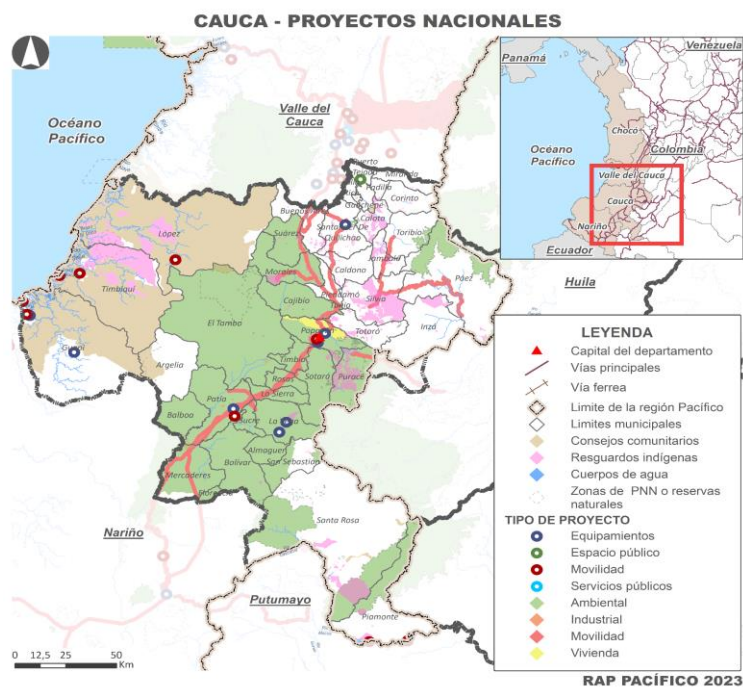 CAUCA - PROYECTOS NACIONALES
Océano
Pacífico
Valle del
Cauca
Puerto
Tejada
Miranda
Padilla
Corinto
Caloto
Buenos
Santander De
Quilichao
Toribio
Suárez
López
Jambaló
Caldono
Páez
Morales
Timbiquí
Piendamó
Silvia
Cajibío
Inzá
Totoró
El Tambo
Popayán
Guapi
Argelia
Timbío
Puracé
Rosas
Sotará
La Sierra
Patía
Balboa
Sucre
La Vega
Almaguer
Bolívar
San Sebastián
Mercaderes
Florencia
Santa Rosa
Piamonte
Huila
Nariño
Putumayo
0 12,5 25 50
Km
Panamá
Venezuela
Chocó
Océano
Pacífico
Colombia
Valle del Cauca
Cauca
Nariño
Ecuador
LEYENDA
Capital del departamento
Vías principales
Vía ferrea
Limite de la región Pacífico
Limites municipales
Consejos comunitarios
Resguardos indígenas
Cuerpos de agua
Zonas de PNN o reservas
naturales
TIPO DE PROYECTO
Equipamientos
Espacio público
Movilidad
Servicios públicos
Ambiental
Industrial
Movilidad
Vivienda
RAP PACÍFICO 2023